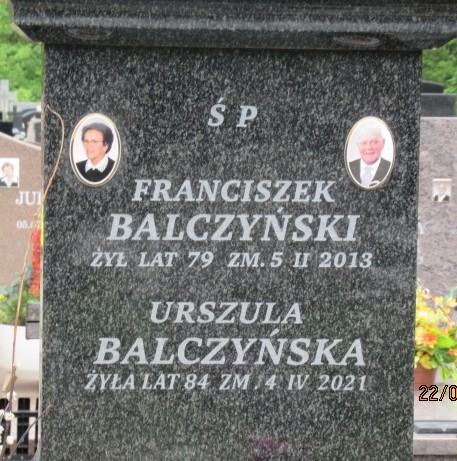 Ś P
FRANCISZEK
BALCZYŃSKI
ŻYŁ LAT 79 ZM. 5 II 2013
URSZULA
BALCZYŃSKA
ŻYŁA LAT 84 ZM. 4 IV 2021
22/0